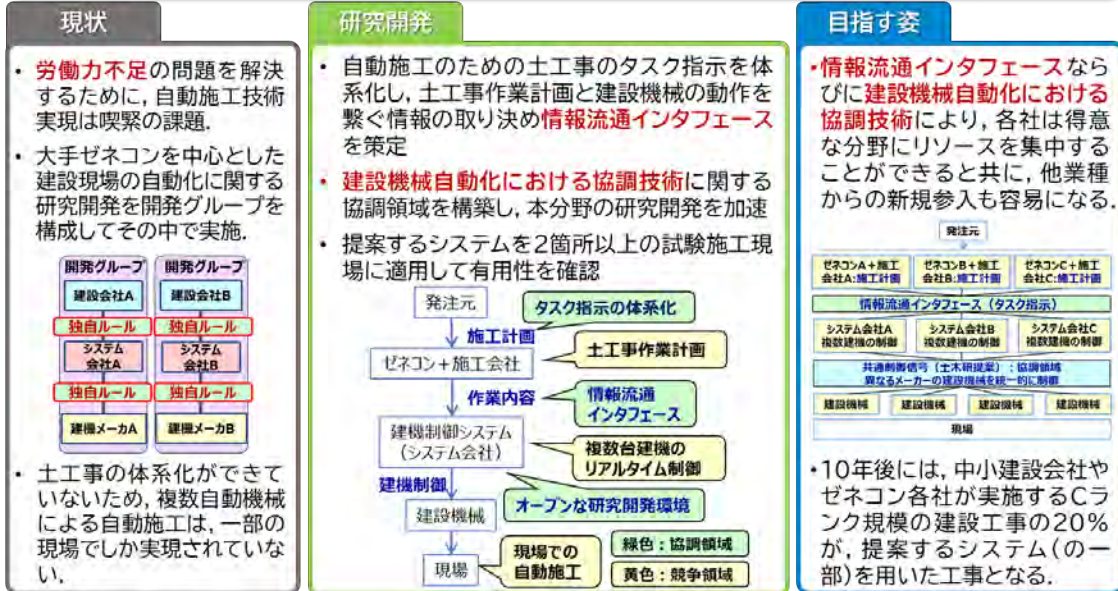 現状
・ 労働力不足の問題を解決
するために, 自動施工技術
実現は喫緊の課題.
・ 大手ゼネコンを中心とした
建設現場の自動化に関する
研究開発を開発グループを
構成してその中で実施.
開発グループ 開発グループ
建設会社A 建設会社B
独自ルール 独自ルール
システム
会社A
システム
会社B
独自ルール 独自ルール
建機メーカA 建機メーカB
・ 土工事の体系化ができて
いないため, 複数自動機械
による自動施工は, 一部の
現場でしか実現されていな
い.
研究開発
・ 自動施工のための土工事のタスク指示を体
系化し, 土工事作業計画と建設機械の動作を
繋ぐ情報の取り決め情報流通インタフェース
を策定
・ 建設機械自動化における協調技術に関する
協調領域を構築し, 本分野の研究開発を加速
・ 提案するシステムを2箇所以上の試験施工現
場に適用して有用性を確認
発注元
タスク指示の体系化
施工計画
ゼネコン+施工会社
土工事作業計画
作業内容
情報流通
インタフェース
建機制御システム
(システム会社)
複数台建機の
リアルタイム制御
建機制御
オープンな研究開発環境
建設機械
現場での
自動施工
現場
緑色:協調領域
黄色:競争領域
目指す姿
・情報流通インタフェースなら
びに建設機械自動化における
協調技術により, 各社は得意
な分野にリソースを集中する
ことができると共に, 他業種
からの新規参入も容易になる.
発注元
ゼネコンA+施工
会社A:施工計画
ゼネコンB+施工
会社B:施工計画
ゼネコンC+施工
会社C:施工計画
情報流通インタフェース (タスク指示)
システム会社A
複数建機の制御
システム会社B
複数建機の制御
システム会社C
複数建機の制御
共通制御信号 (土木研提案) :協調領域
異なるメーカーの建設機械を統一的に制御
建設機械 建設機械 建設機械 建設機械
現場
・10年後には, 中小建設会社や
ゼネコン各社が実施するCラ
ンク規模の建設工事の20%
が, 提案するシステム(の一
部)を用いた工事となる.